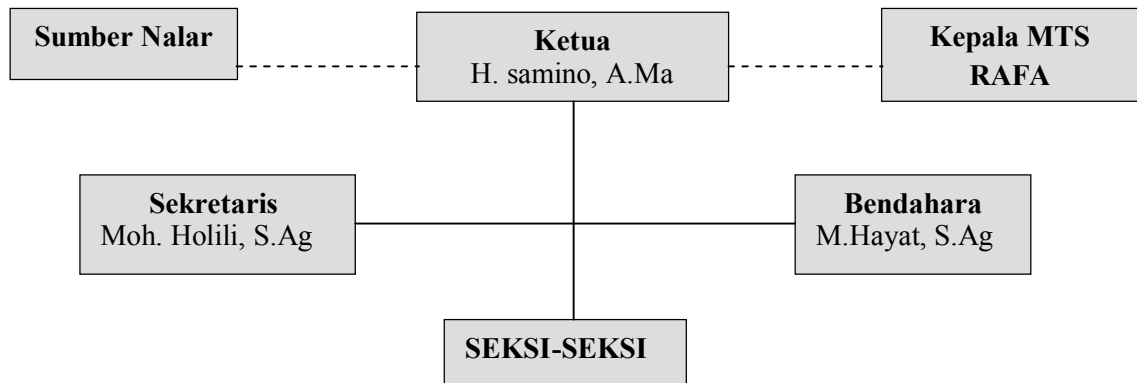 Sumber Nalar
Ketua
H. samino, A.Ma
Kepala MTS
RAFA
Sekretaris
Moh. Holili, S.Ag
Bendahara
M.Hayat, S.Ag
SEKSI-SEKSI